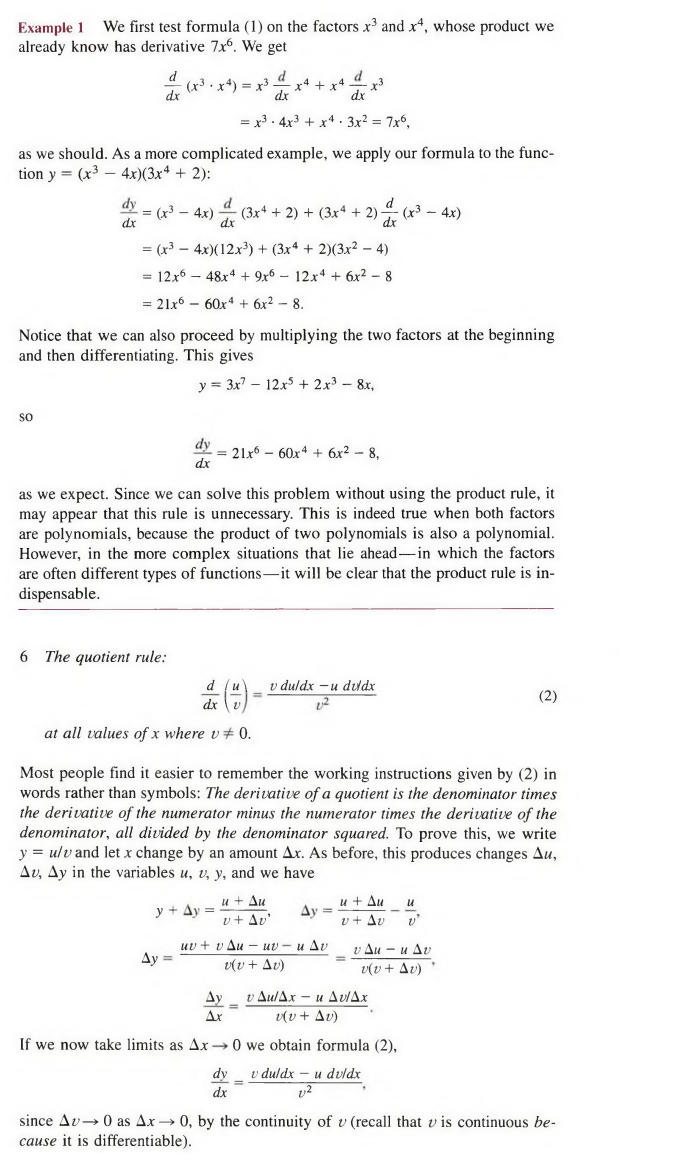 Example 1 We first test formula (1) on the factors x³ and x⁴, whose product we
already know has derivative 7x⁶. We get
d/dx (x³ · x⁴) = x³ d/dx x⁴ + x⁴ d/dx x³
= x³ · 4x³ + x⁴ · 3x² = 7x⁶,
as we should. As a more complicated example, we apply our formula to the func-
tion y = (x³ − 4x)(3x⁴ + 2):
dy/dx = (x³ − 4x) d/dx (3x⁴ + 2) + (3x⁴ + 2) d/dx (x³ − 4x)
= (x³ − 4x)(12x³) + (3x⁴ + 2)(3x² − 4)
= 12x⁶ − 48x⁴ + 9x⁶ − 12x⁴ + 6x² − 8
= 21x⁶ − 60x⁴ + 6x² − 8.
Notice that we can also proceed by multiplying the two factors at the beginning
and then differentiating. This gives
y = 3x⁷ − 12x⁵ + 2x³ − 8x,
so
dy/dx = 21x⁶ − 60x⁴ + 6x² − 8,
as we expect. Since we can solve this problem without using the product rule, it
may appear that this rule is unnecessary. This is indeed true when both factors
are polynomials, because the product of two polynomials is also a polynomial.
However, in the more complex situations that lie ahead—in which the factors
are often different types of functions—it will be clear that the product rule is in-
dispensable.
6 The quotient rule:
d/dx (u/v) = (v du/dx − u dv/dx)/v² (2)
at all values of x where v ≠ 0.
Most people find it easier to remember the working instructions given by (2) in
words rather than symbols: The derivative of a quotient is the denominator times
the derivative of the numerator minus the numerator times the derivative of the
denominator, all divided by the denominator squared. To prove this, we write
y = u/v and let x change by an amount Δx. As before, this produces changes Δu,
Δv, Δy in the variables u, v, y, and we have
y + Δy = (u + Δu)/(v + Δv), Δy = (u + Δu)/(v + Δv) − u/v,
Δy = (uv + v Δu − uv − u Δv)/(v(v + Δv)) = (v Δu − u Δv)/(v(v + Δv)),
Δy/Δx = (v Δu/Δx − u Δv/Δx)/(v(v + Δv)).
If we now take limits as Δx → 0 we obtain formula (2),
dy/dx = (v du/dx − u dv/dx)/v²,
since Δv → 0 as Δx → 0, by the continuity of v (recall that v is continuous be-
cause it is differentiable).